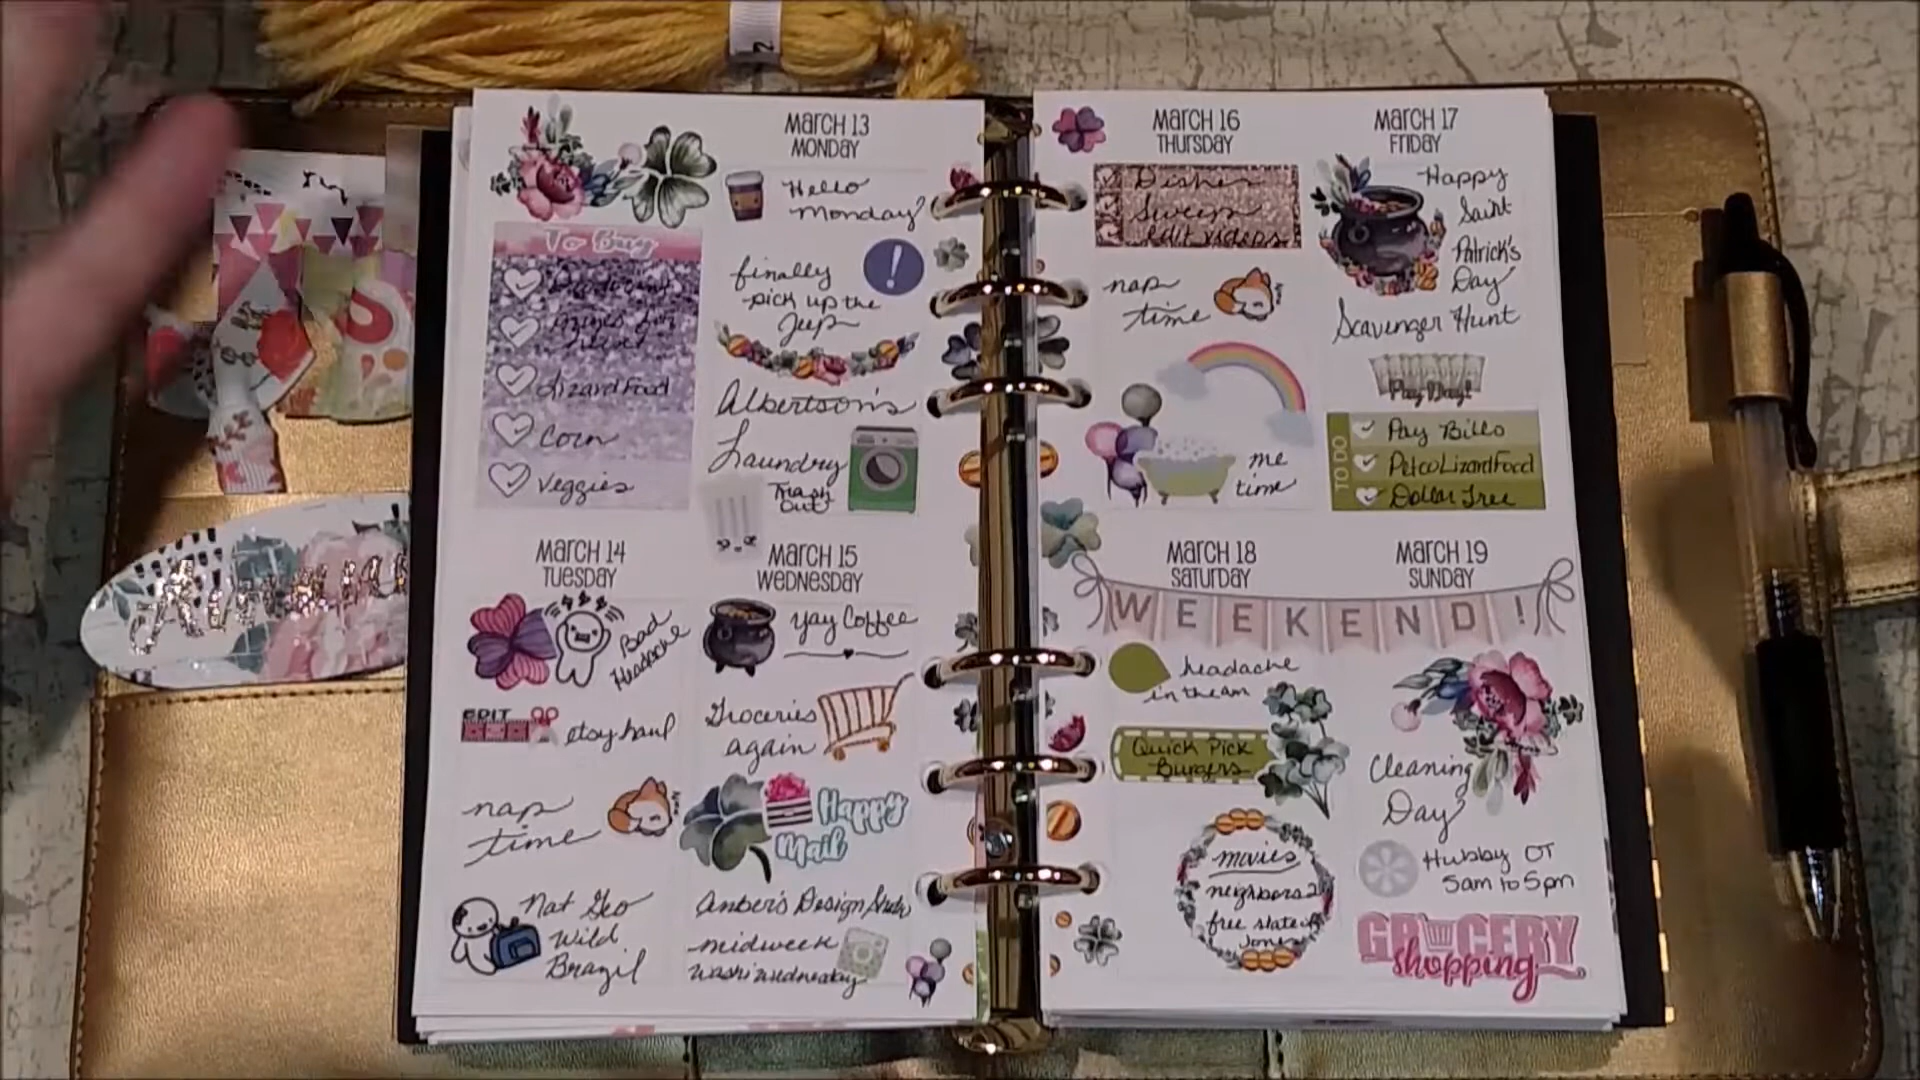 MARCH 13
MONDAY
Hello
Monday!
To Buy
Lizard Food
Corn
Veggies
!
finally
pick up the
Jeep
Albertson's
Laundry
Trash
Out
MARCH 14
TUESDAY
Bad
Headache
EDIT
etsy haul
nap
time
Nat Geo
Wild
Brazil
MARCH 15
WEDNESDAY
Yay Coffee
Groceries
again
Happy
Mail
Amber's Design Studio
midweek
washi wednesday
MARCH 16
THURSDAY
Dishes
Sweep
edit videos
nap
time
me
time
MARCH 17
FRIDAY
Happy
Saint
Patrick's
Day
Scavenger Hunt
Pay Day!
TO DO
Pay Bills
Petco Lizard Food
Dollar Tree
MARCH 18
SATURDAY
MARCH 19
SUNDAY
WEEKEND!
headache
in the am
Quick Pick
Burgers
movies
neighbors 2
free state of
Jones
Cleaning
Day
Hubby OT
5am to 5pm
GROCERY
shopping